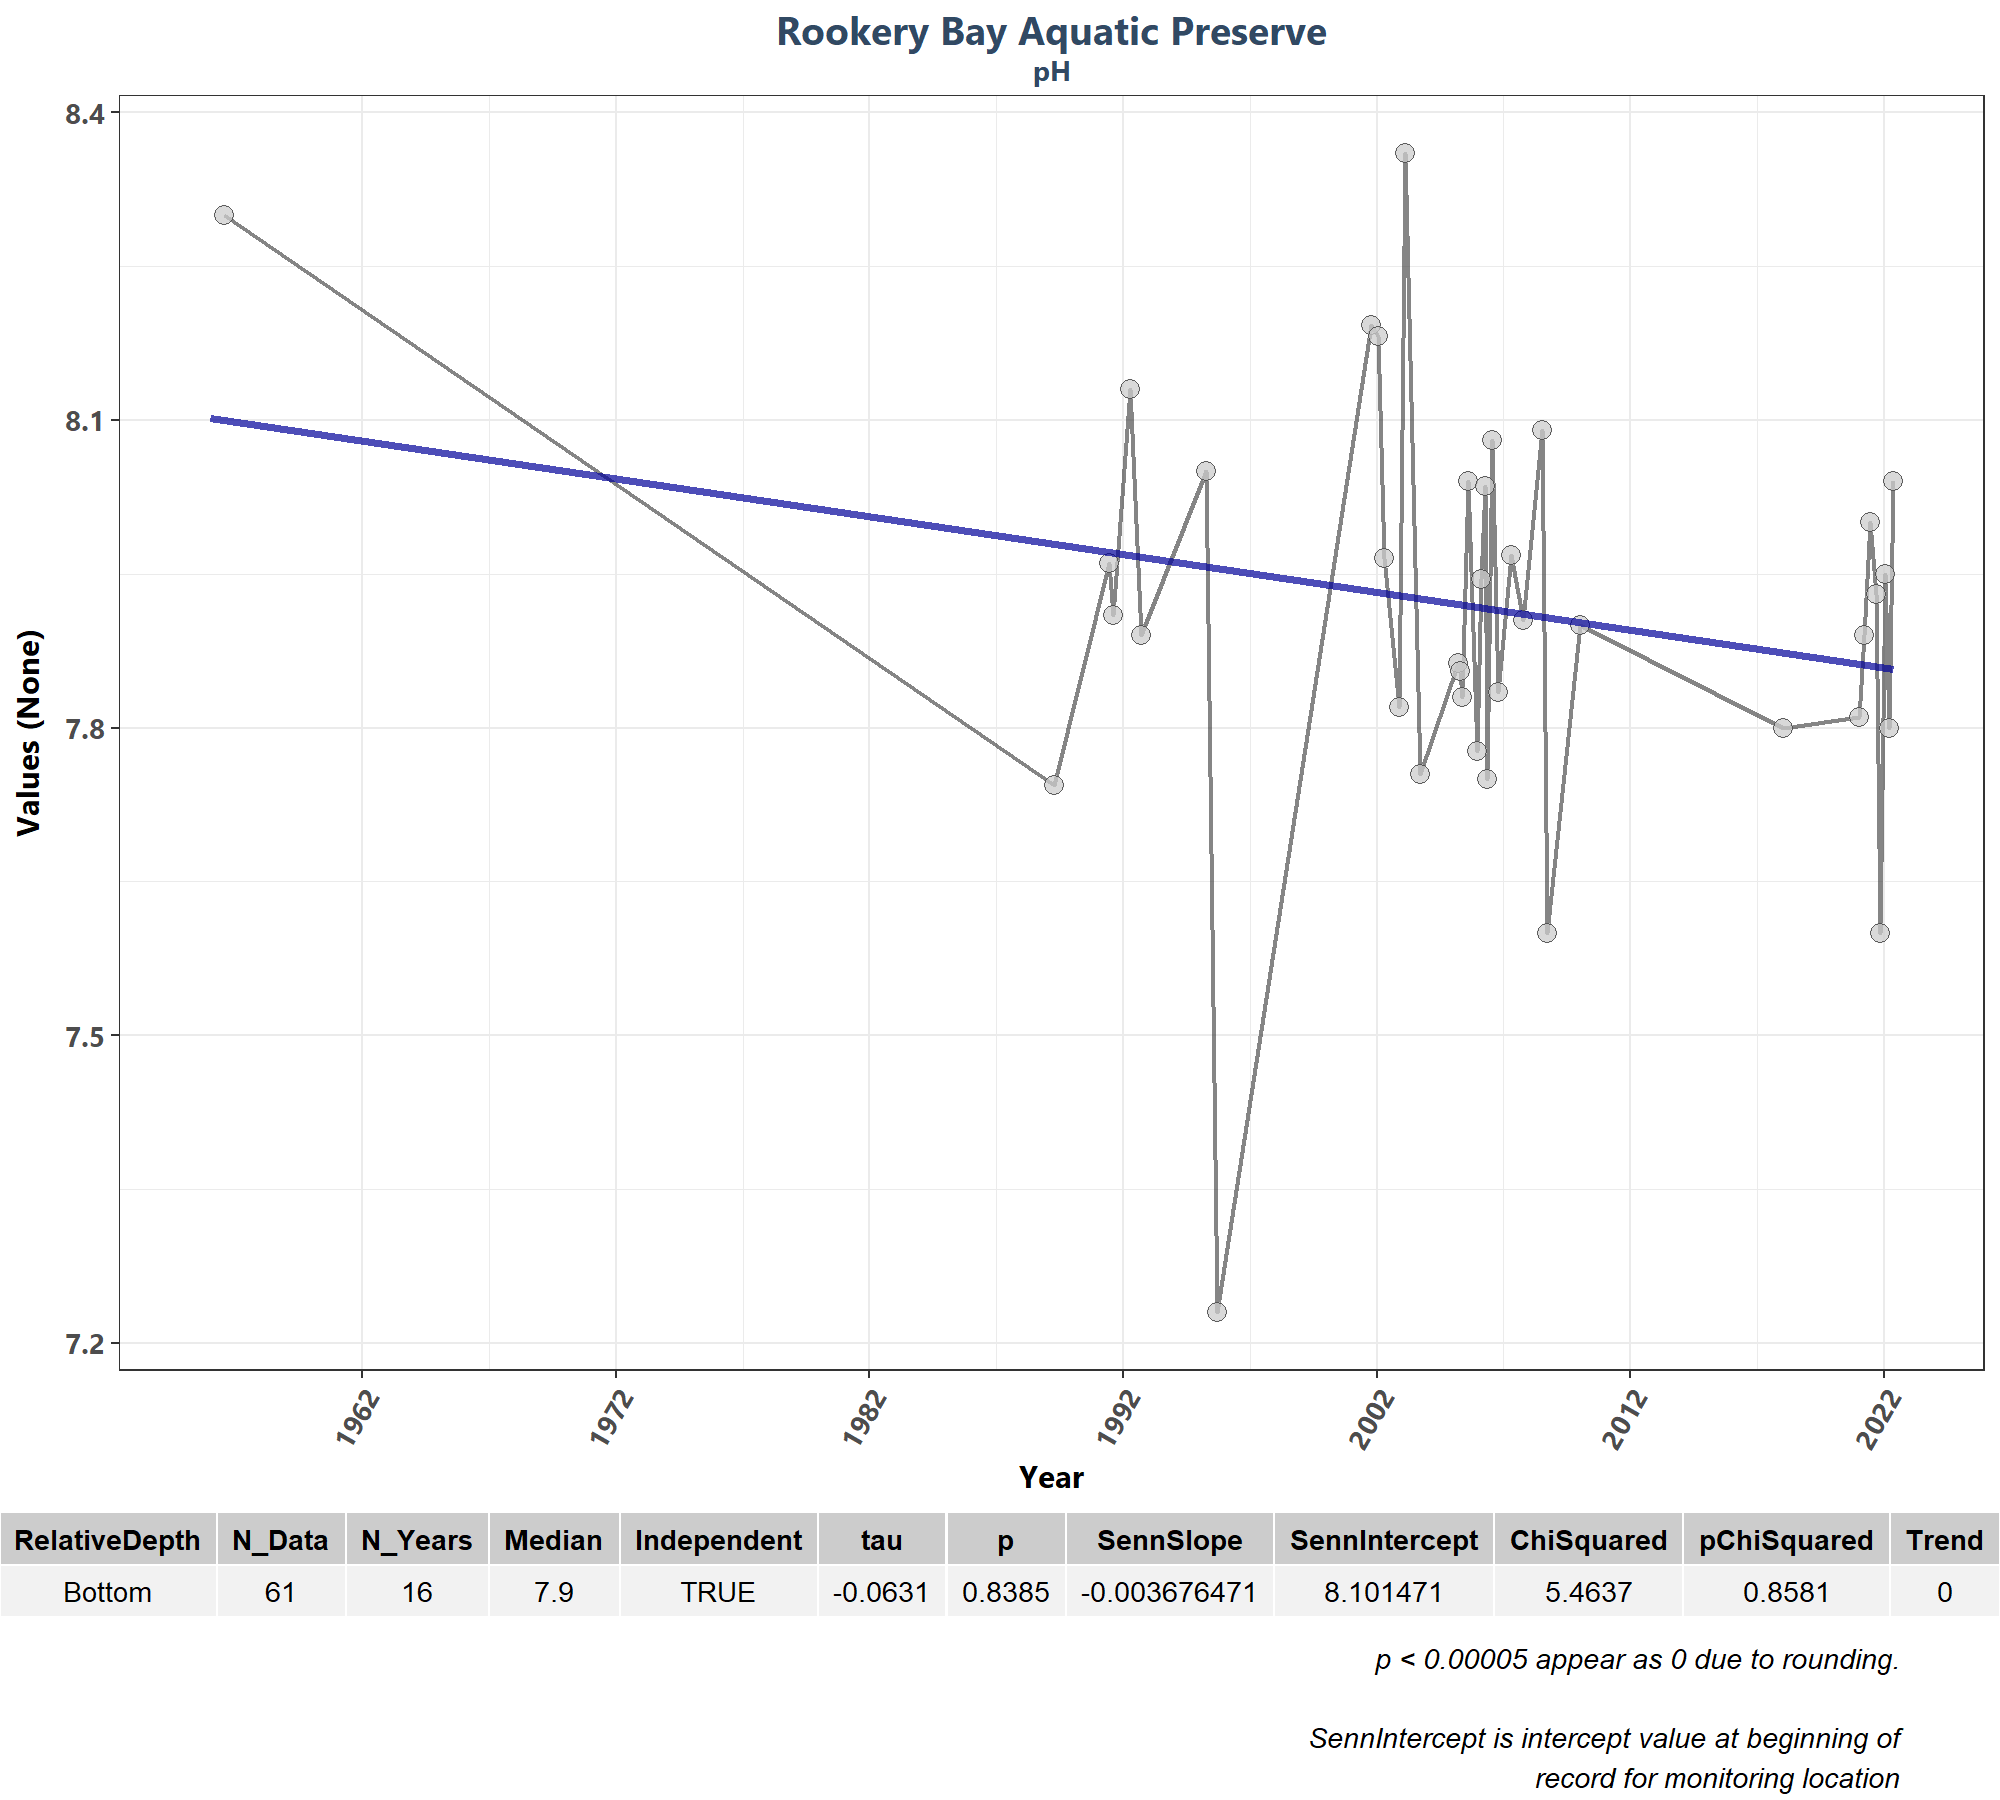 Rookery Bay Aquatic Preserve
pH
8.4
8.1
7.8
7.5
7.2
Values (None)
1962
1972
1982
1992
2002
2012
2022
Year
RelativeDepth N_Data N_Years Median Independent tau p SennSlope SennIntercept ChiSquared pChiSquared Trend
Bottom 61 16 7.9 TRUE -0.0631 0.8385 -0.003676471 8.101471 5.4637 0.8581 0
p < 0.00005 appear as 0 due to rounding.
SennIntercept is intercept value at beginning of
record for monitoring location